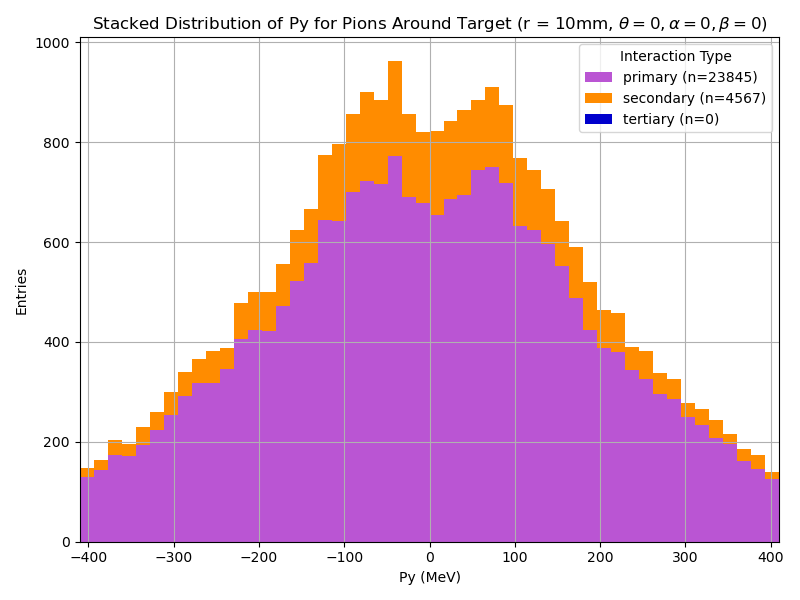 Stacked Distribution of Py for Pions Around Target (r = 10mm, θ = 0, α = 0, β = 0)
Interaction Type
primary (n=23845)
secondary (n=4567)
tertiary (n=0)
1000
800
600
400
200
0
Entries
−400 −300 −200 −100 0 100 200 300 400
Py (MeV)